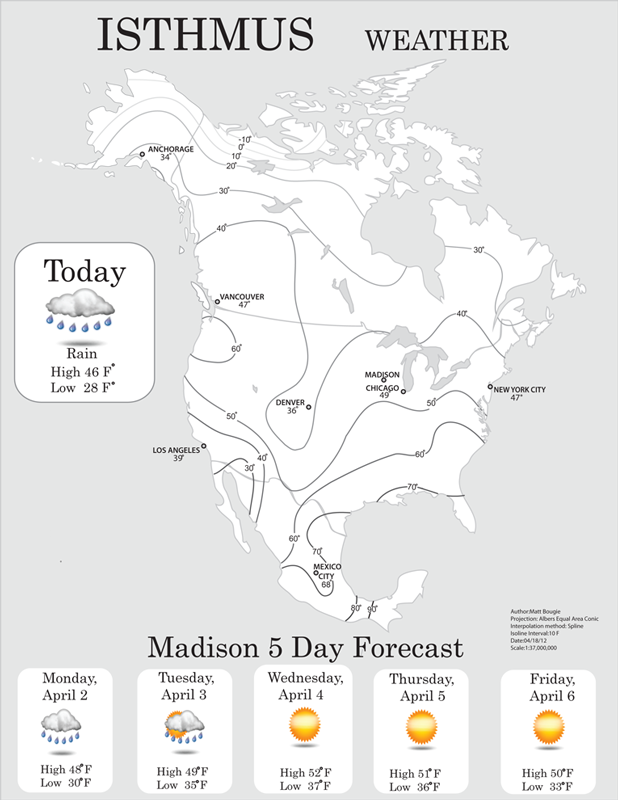 ISTHMUS WEATHER
-10°
0°
10°
20°
ANCHORAGE
34°
30°
40°
30°
Today
Rain
High 46 F°
Low 28 F°
VANCOUVER
47°
40°
60°
MADISON
CHICAGO
49°
NEW YORK CITY
47°
DENVER
36°
50°
50°
LOS ANGELES
39°
40°
30°
60°
70°
60°
70°
MEXICO
CITY
68°
80°
90°
Author:Matt Bougie
Projection: Albers Equal Area Conic
Interpolation method: Spline
Isoline Interval:10 F
Date:04/18/12
Scale:1:37,000,000
Madison 5 Day Forecast
Monday,
April 2
High 48°F
Low 30°F
Tuesday,
April 3
High 49°F
Low 35°F
Wednesday,
April 4
High 52°F
Low 37°F
Thursday,
April 5
High 51°F
Low 36°F
Friday,
April 6
High 50°F
Low 33°F